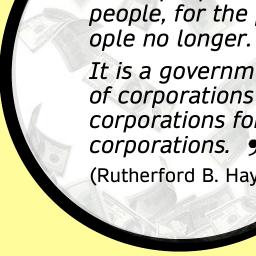 people, for the
ople no longer.
It is a governm
of corporations
corporations fo
corporations.
(Rutherford B. Hay